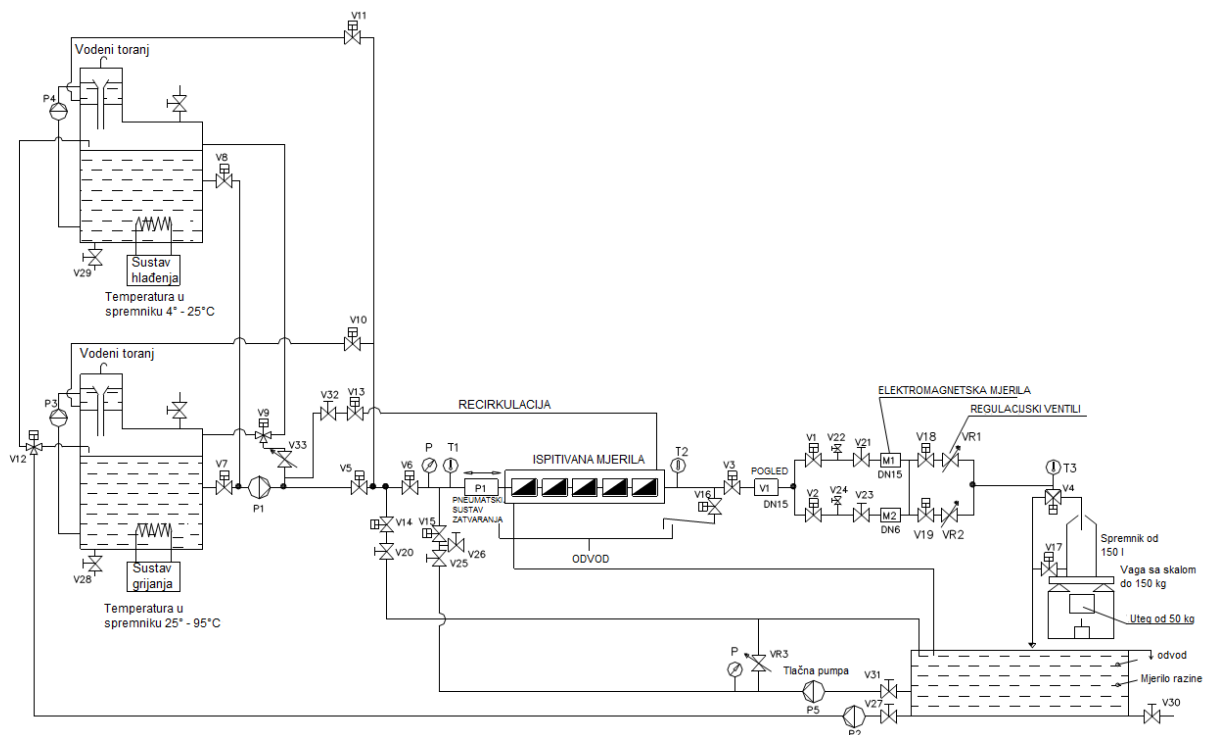 V11
Vodeni toranj
P4
V8
V29
Sustav
hlađenja
Temperatura u
spremniku 4° - 25°C
V10
Vodeni toranj
P3
V32
V13
V9
V33
RECIRKULACIJA
V12
V7
P1
V5
V6
P
T1
P1
PNEUMATSKI
SUSTAV
ZATVARANJA
ISPITIVANA MJERILA
T2
V16
V3
POGLED
V1
DN15
ELEKTROMAGNETSKA MJERILA
REGULACIJSKI VENTILI
V1
V22
V21
M1
DN15
V18
VR1
V2
V24
V23
M2
DN6
V19
VR2
T3
V4
V14
V20
V15
V26
V25
ODVOD
V17
Spremnik od
150 l
Vaga sa skalom
do 150 kg
Uteg od 50 kg
V28
Sustav
grijanja
Temperatura u
spremniku 25° - 95°C
P
VR3
Tlačna pumpa
P5
V31
odvod
Mjerilo razine
V27
P2
V30